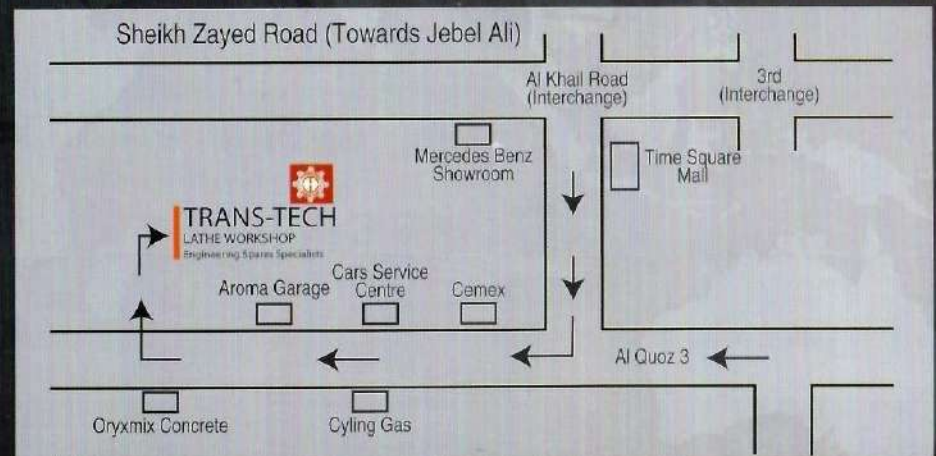 Sheikh Zayed Road (Towards Jebel Ali)
Al Khail Road
(Interchange)
3rd
(Interchange)
Mercedes Benz
Showroom
Time Square
Mall
TRANS-TECH
LATHE WORKSHOP
Engineering Spares Specialists
Aroma Garage
Cars Service
Centre
Cemex
Al Quoz 3
Oryxmix Concrete
Cyling Gas